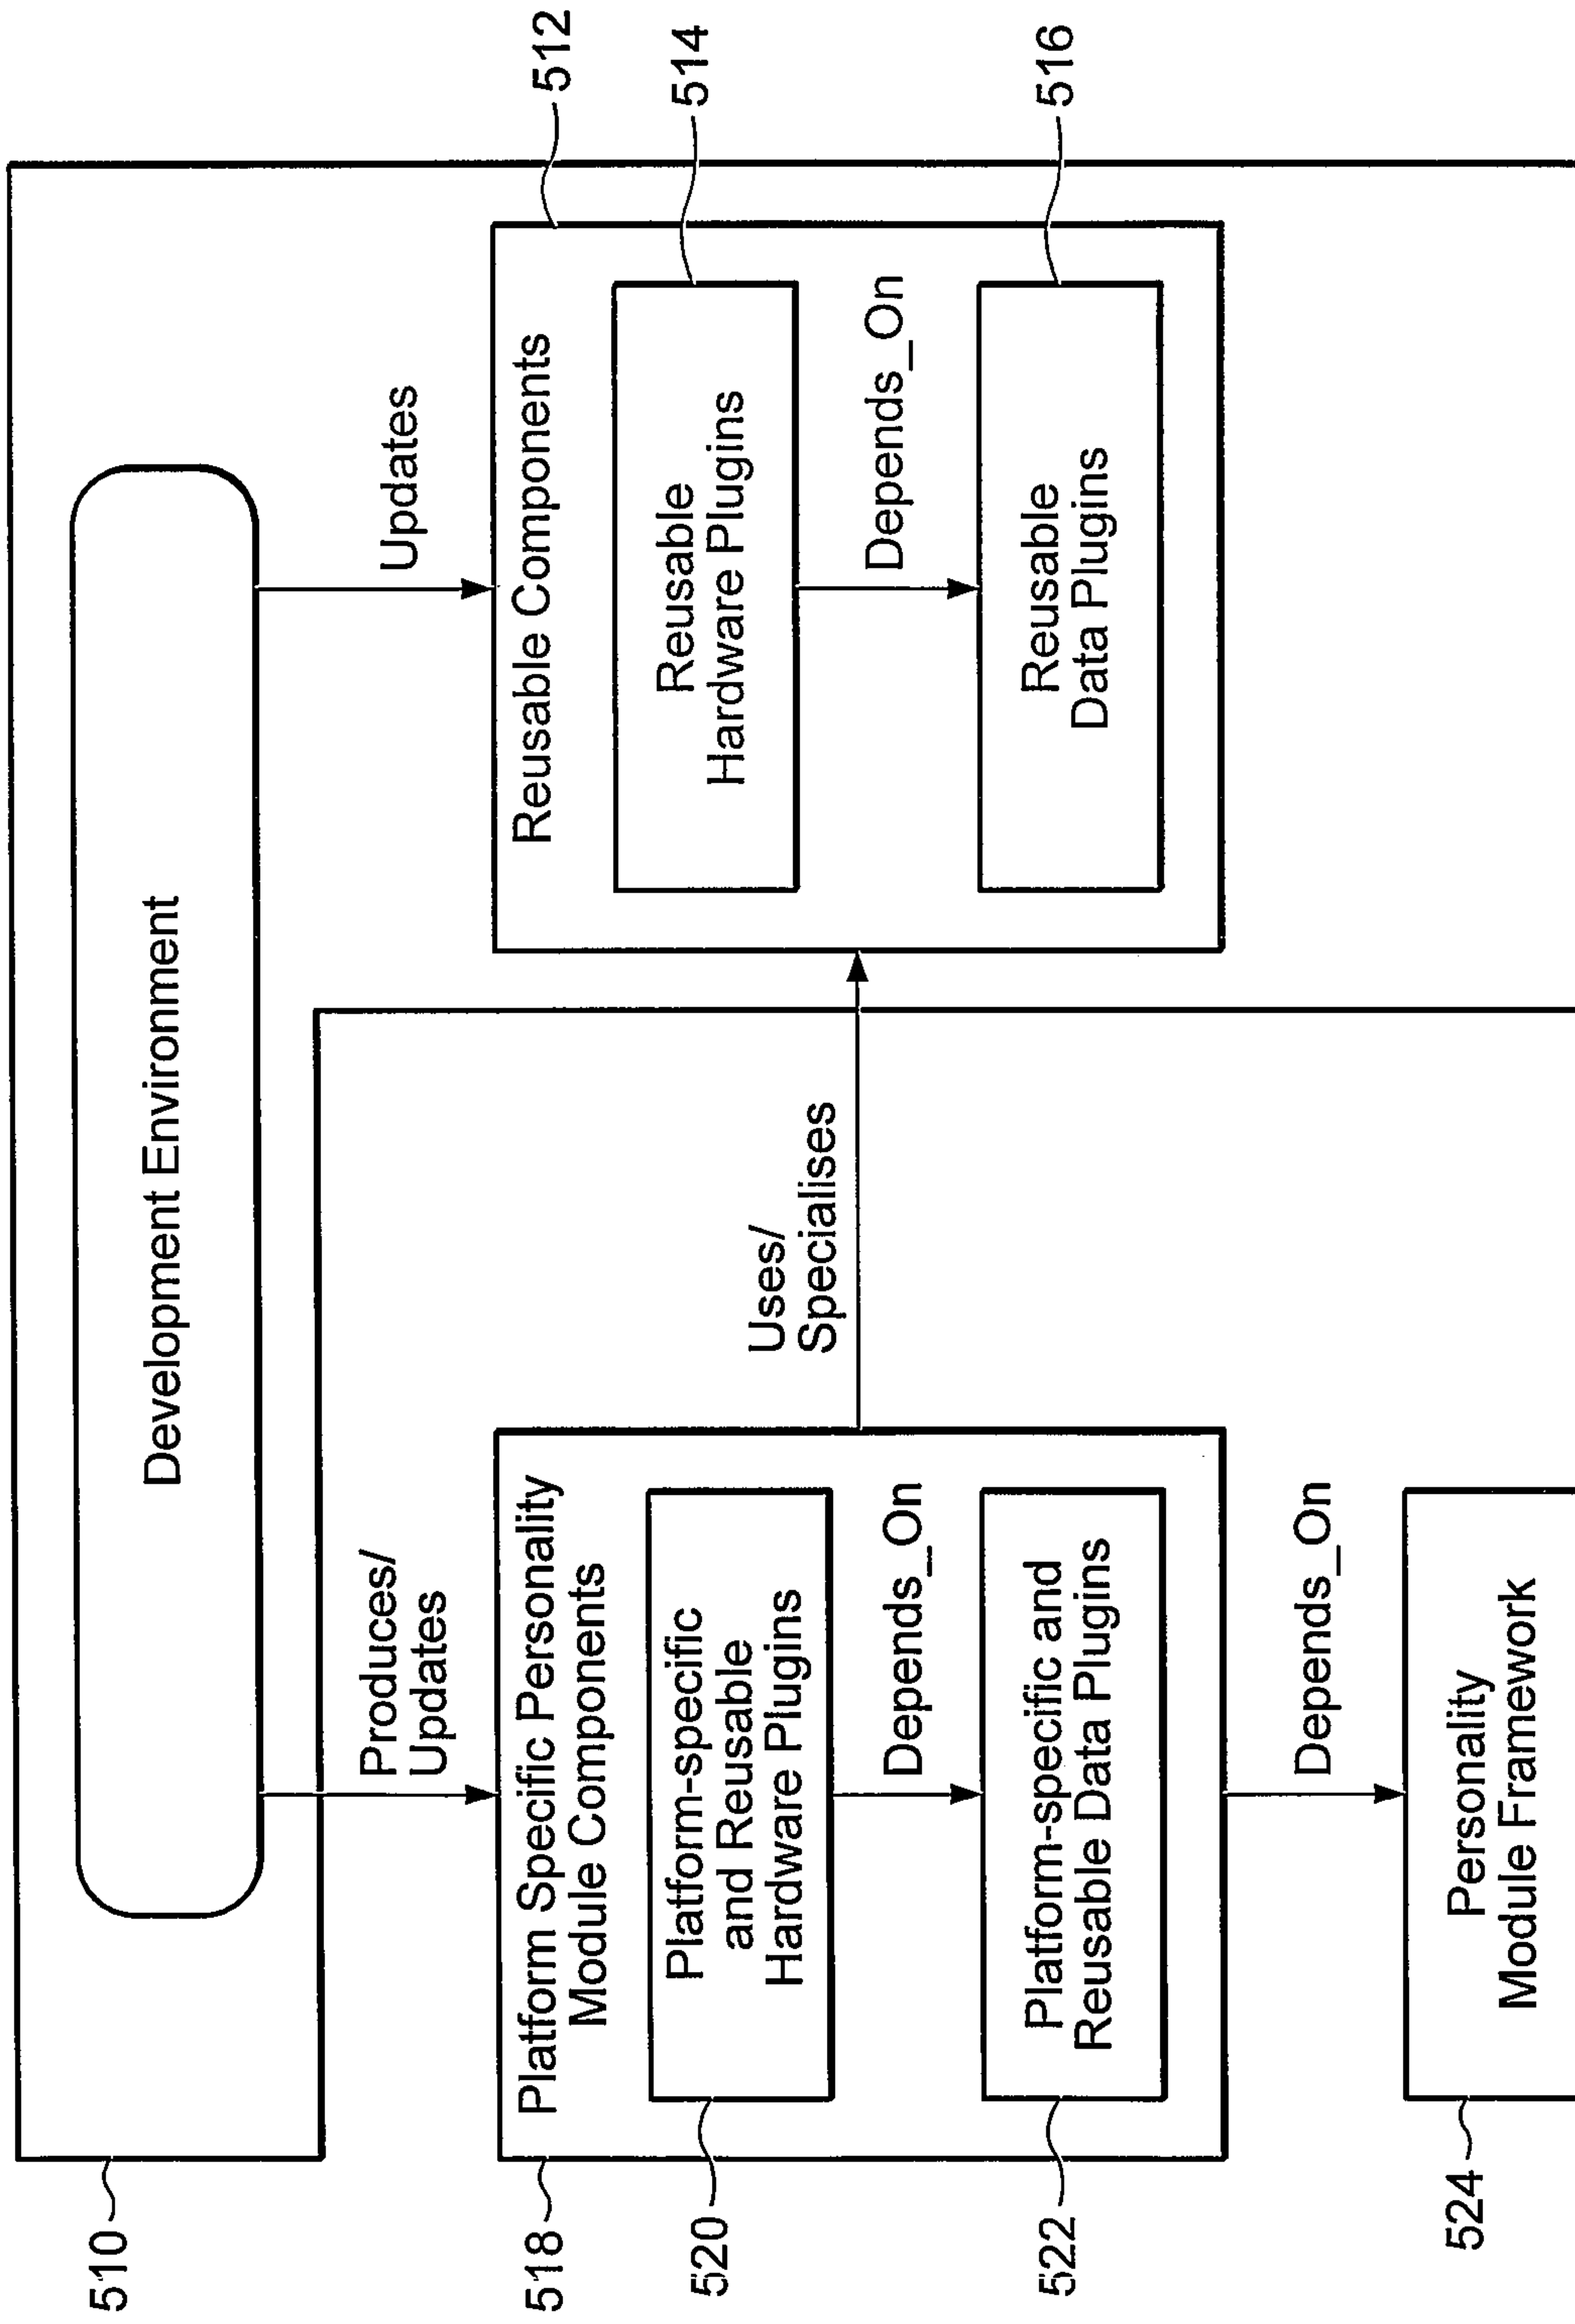 510
Development Environment
Produces/
Updates
Updates
518
Platform Specific Personality
Module Components
520
Platform-specific
and Reusable
Hardware Plugins
Depends_On
522
Platform-specific and
Reusable Data Plugins
Depends_On
524
Personality
Module Framework
Uses/
Specialises
512
Reusable Components
514
Reusable
Hardware Plugins
Depends_On
516
Reusable
Data Plugins